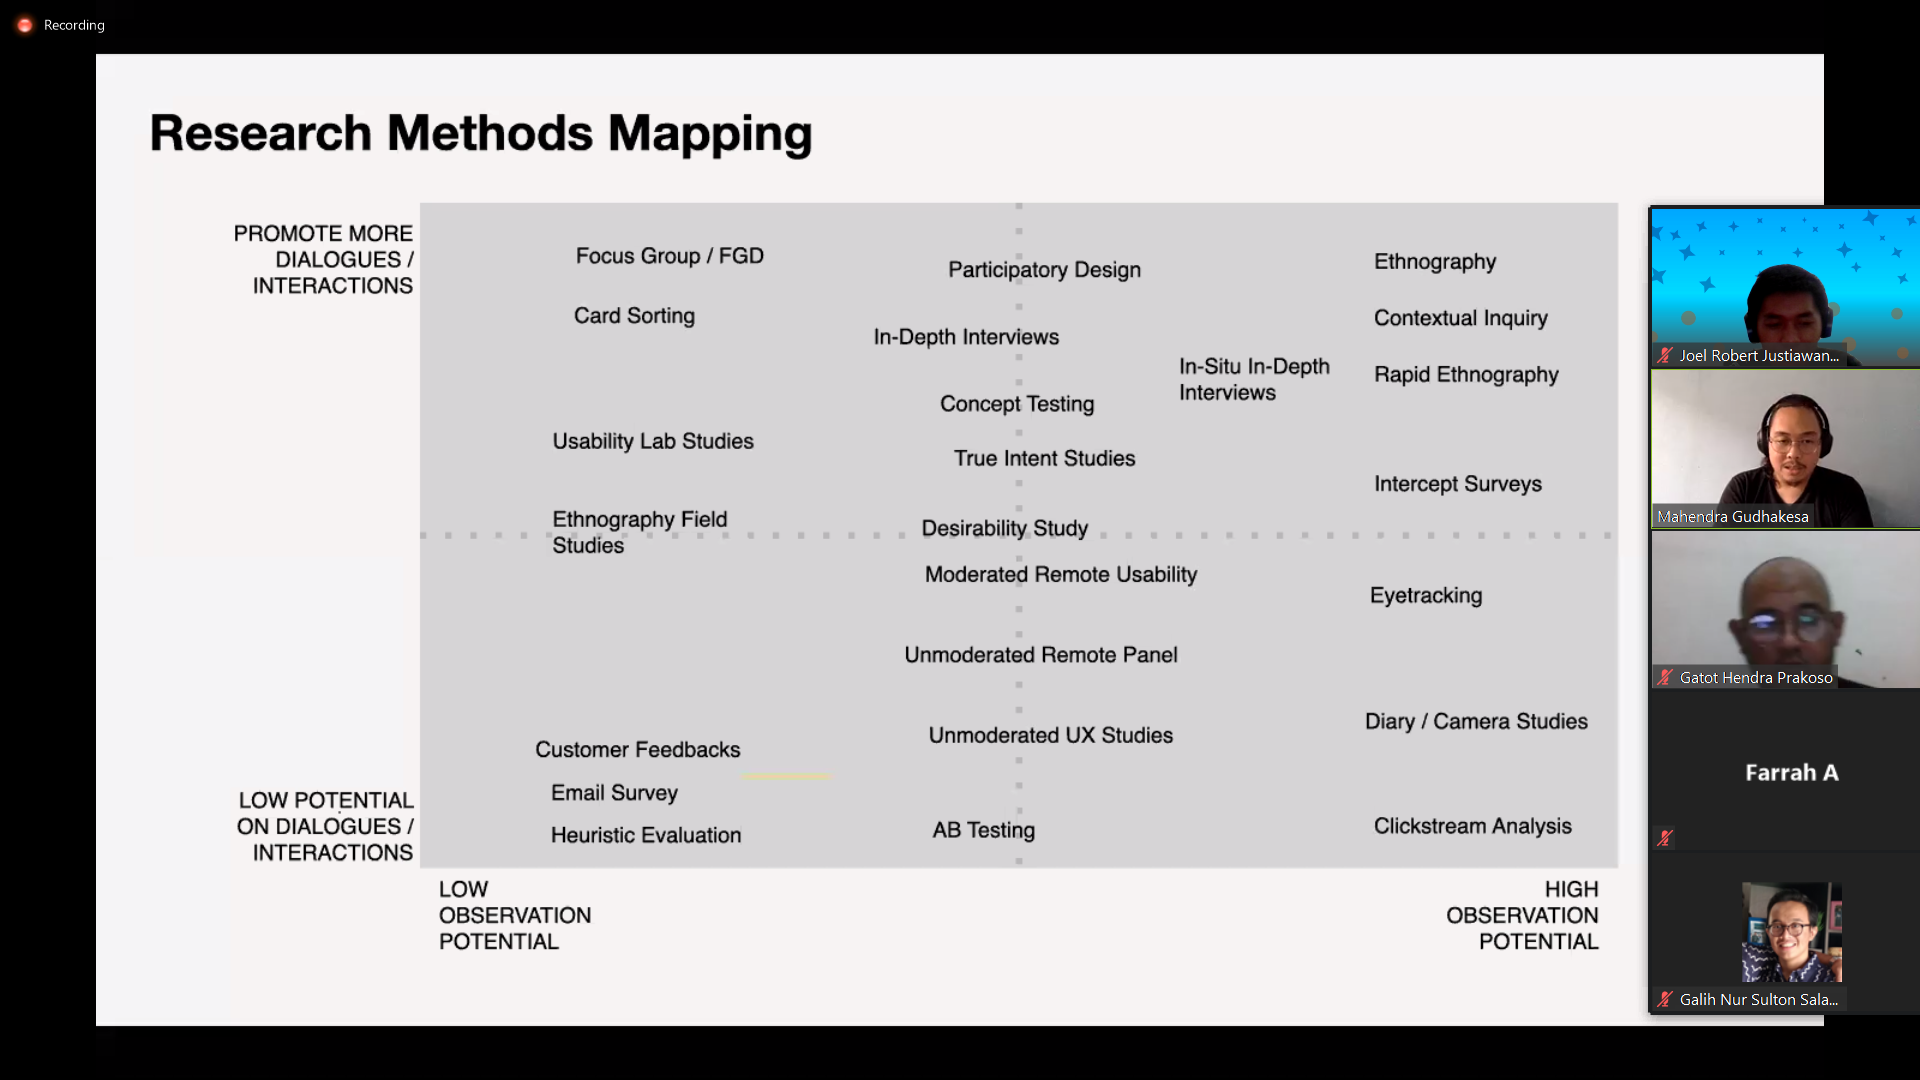 Recording
Research Methods Mapping
PROMOTE MORE
DIALOGUES /
INTERACTIONS
Focus Group / FGD
Participatory Design
Ethnography
Card Sorting
Contextual Inquiry
In-Depth Interviews
In-Situ In-Depth
Interviews
Rapid Ethnography
Concept Testing
Usability Lab Studies
True Intent Studies
Intercept Surveys
Ethnography Field
Studies
Desirability Study
Moderated Remote Usability
Eyetracking
Unmoderated Remote Panel
Diary / Camera Studies
Unmoderated UX Studies
Customer Feedbacks
Email Survey
Heuristic Evaluation
AB Testing
Clickstream Analysis
LOW POTENTIAL
ON DIALOGUES /
INTERACTIONS
LOW
OBSERVATION
POTENTIAL
HIGH
OBSERVATION
POTENTIAL
Joel Robert Justiawan...
Mahendra Gudhakesa
Gatot Hendra Prakoso
Farrah A
Galih Nur Sulton Sala...